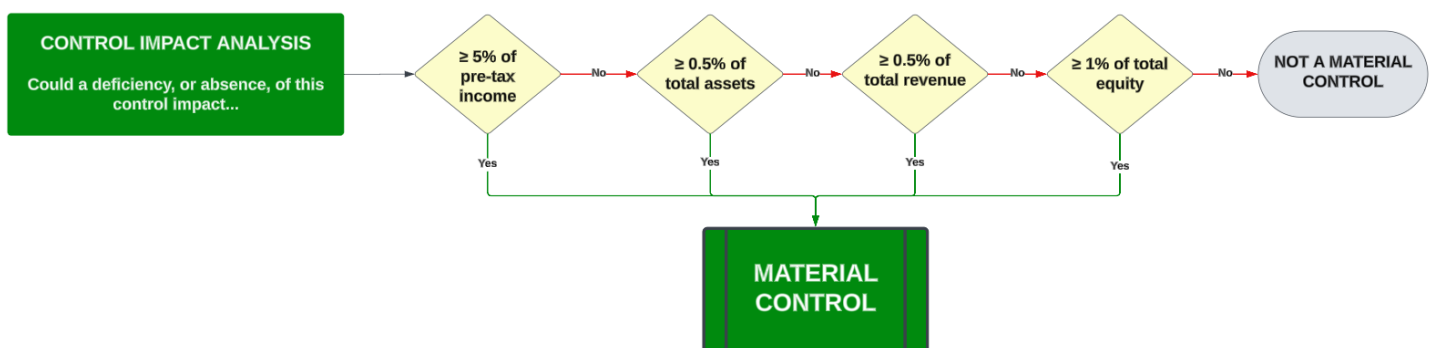 CONTROL IMPACT ANALYSIS
Could a deficiency, or absence, of this
control impact...
≥ 5% of
pre-tax
income
No
≥ 0.5% of
total assets
No
≥ 0.5% of
total revenue
No
≥ 1% of total
equity
No
NOT A MATERIAL
CONTROL
Yes
Yes
Yes
Yes
MATERIAL
CONTROL